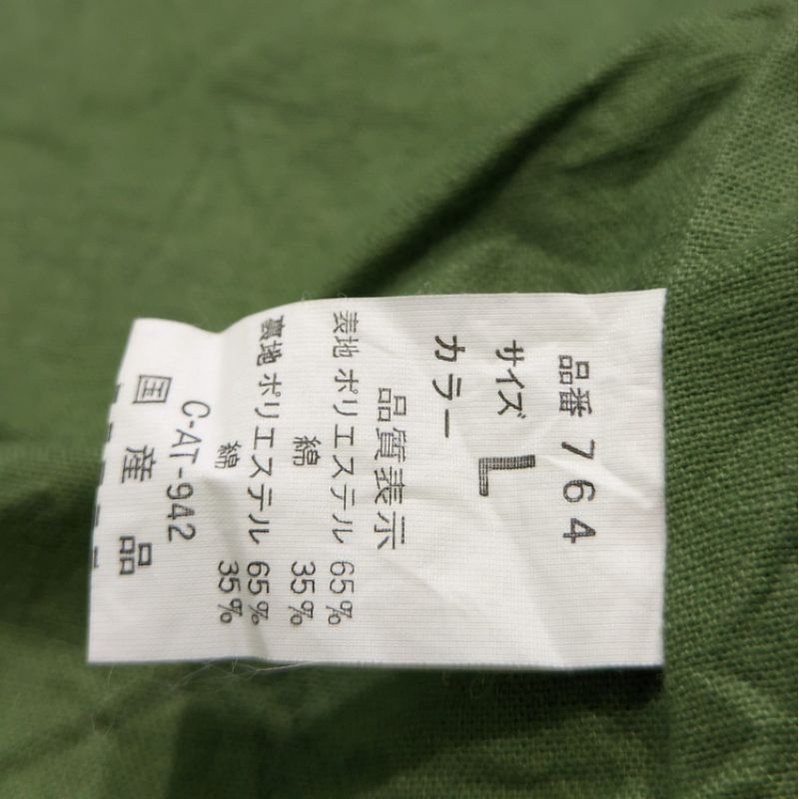 品番 764
サイズ L
カラー
品質表示
表地 ポリエステル 65%
綿 35%
裏地 ポリエステル 65%
綿 35%
C-AT-942
国産品